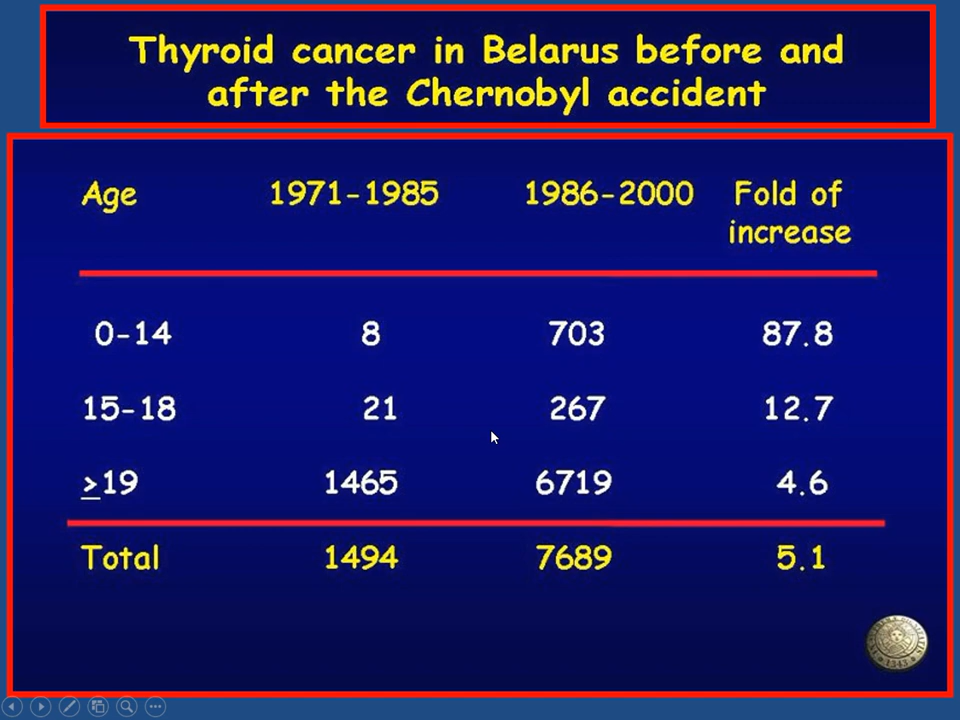 Thyroid cancer in Belarus before and
after the Chernobyl accident
Age 1971-1985 1986-2000 Fold of
increase
0-14 8 703 87.8
15-18 21 267 12.7
≥19 1465 6719 4.6
Total 1494 7689 5.1
1343